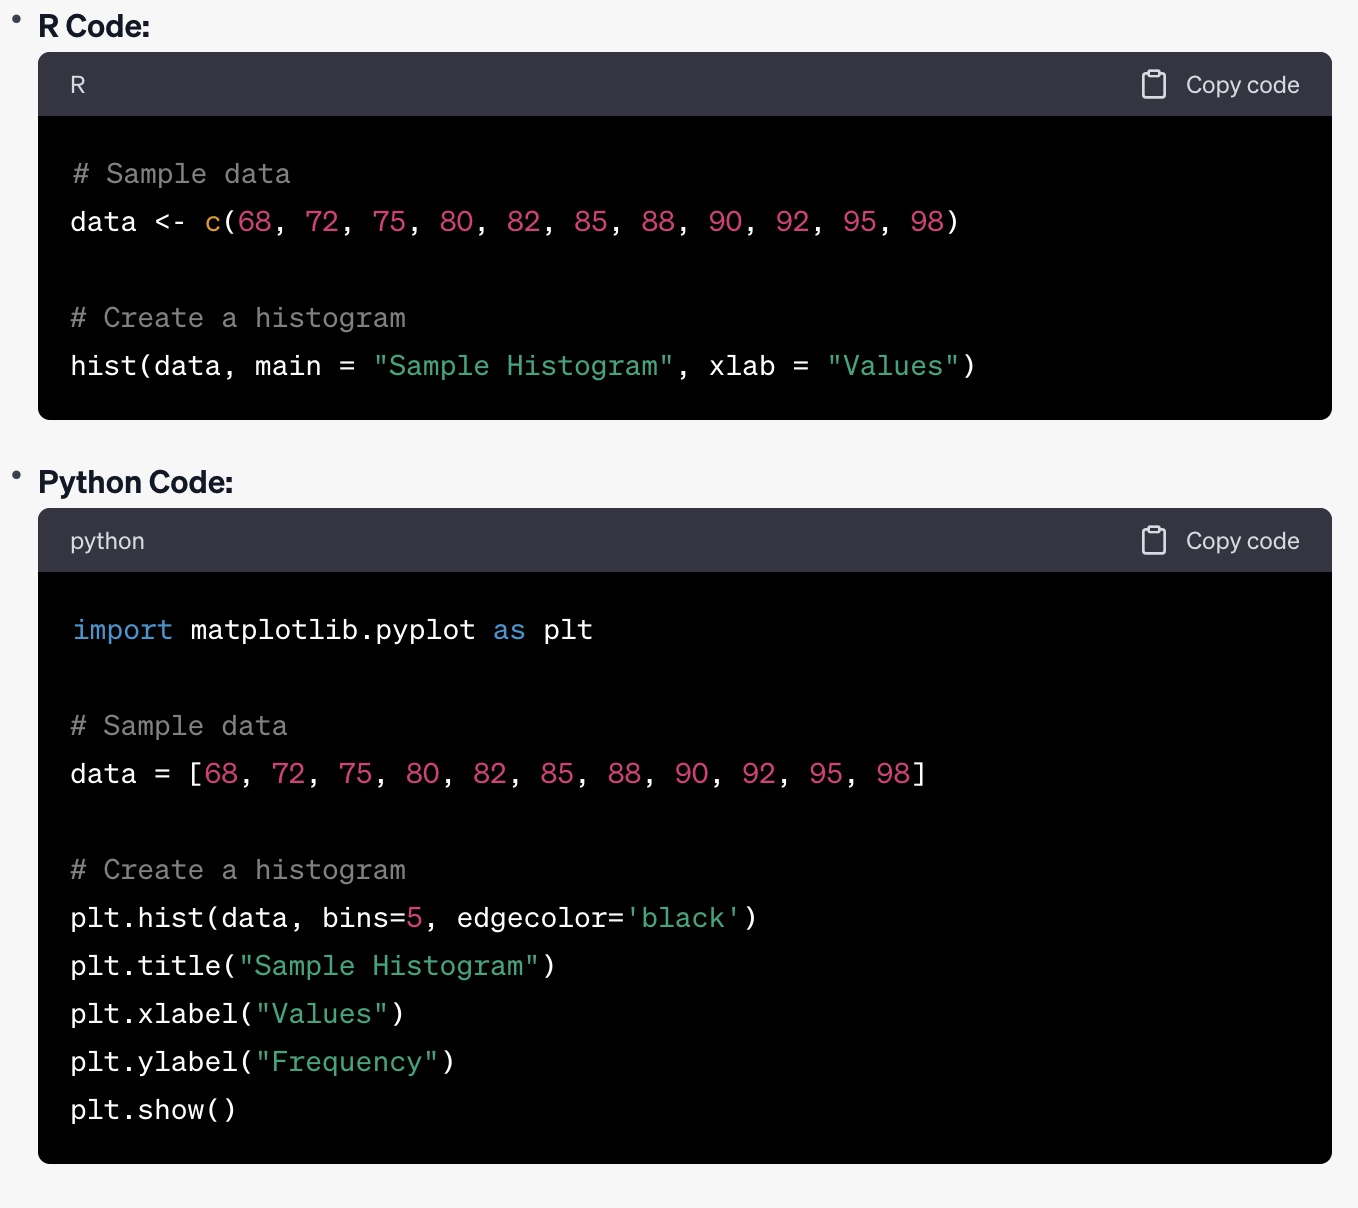 • R Code:
R Copy code
# Sample data
data <- c(68, 72, 75, 80, 82, 85, 88, 90, 92, 95, 98)
# Create a histogram
hist(data, main = "Sample Histogram", xlab = "Values")
• Python Code:
python Copy code
import matplotlib.pyplot as plt
# Sample data
data = [68, 72, 75, 80, 82, 85, 88, 90, 92, 95, 98]
# Create a histogram
plt.hist(data, bins=5, edgecolor='black')
plt.title("Sample Histogram")
plt.xlabel("Values")
plt.ylabel("Frequency")
plt.show()